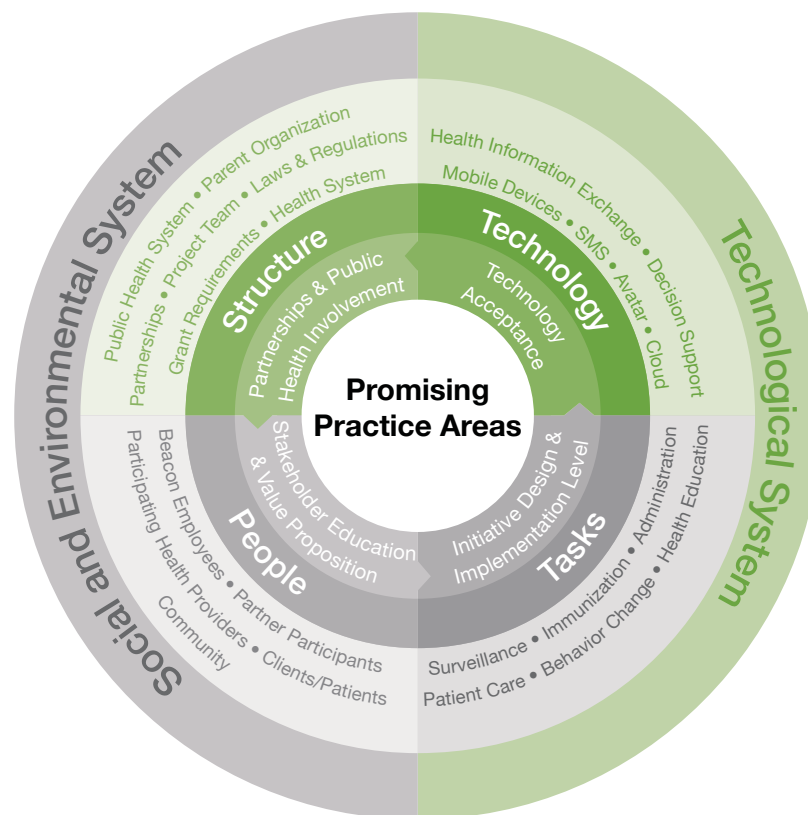 Social and Environmental System
Technological System
Public Health System • Parent Organization
Partnerships • Project Team • Laws & Regulations
Grant Requirements • Health System
Structure
Partnerships & Public
Health Involvement
Health Information Exchange • Decision Support
Mobile Devices • SMS • Avatar • Cloud
Technology
Technology
Acceptance
Promising
Practice Areas
Stakeholder Education
& Value Proposition
People
Beacon Employees • Partner Participants
Participating Health Providers • Clients/Patients
Community
Initiative Design &
Implementation Level
Tasks
Surveillance • Immunization • Administration
Patient Care • Behavior Change • Health Education